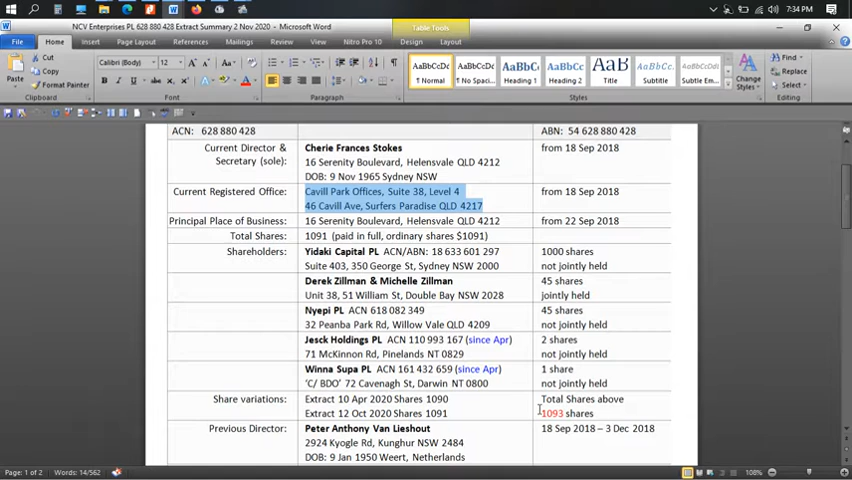 7:34 PM
NCV Enterprises PL 628 880 428 Extract Summary 2 Nov 2020 - Microsoft Word
Table Tools
File Home Insert Page Layout References Mailings Review View Nitro Pro 10 Design Layout
Cut
Copy
Format Painter
Paste
Calibri (Body) 12
AaBbCcDc AaBbCcDc AaBbC AaBbCc AaB AaBbCcL AaBbCcDc
¶ Normal ¶ No Spaci... Heading 1 Heading 2 Title Subtitle Subtle Em...
Change Styles
Find
Replace
Select
Clipboard Font Paragraph Styles Editing
ACN: 628 880 428 ABN: 54 628 880 428
Current Director & Secretary (sole): Cherie Frances Stokes from 18 Sep 2018
16 Serenity Boulevard, Helensvale QLD 4212
DOB: 9 Nov 1965 Sydney NSW
Current Registered Office: Cavill Park Offices, Suite 38, Level 4 from 18 Sep 2018
46 Cavill Ave, Surfers Paradise QLD 4217
Principal Place of Business: 16 Serenity Boulevard, Helensvale QLD 4212 from 22 Sep 2018
Total Shares: 1091 (paid in full, ordinary shares $1091)
Shareholders: Yidaki Capital PL ACN/ABN: 18 633 601 297 1000 shares
Suite 403, 350 George St, Sydney NSW 2000 not jointly held
Derek Zillman & Michelle Zillman 45 shares
Unit 38, 51 William St, Double Bay NSW 2028 jointly held
Nyepi PL ACN 618 082 349 45 shares
32 Peanba Park Rd, Willow Vale QLD 4209 not jointly held
Jesck Holdings PL ACN 110 993 167 (since Apr) 2 shares
71 McKinnon Rd, Pinelands NT 0829 not jointly held
Winna Supa PL ACN 161 432 659 (since Apr) 1 share
'C/ BDO' 72 Cavenagh St, Darwin NT 0800 not jointly held
Share variations: Extract 10 Apr 2020 Shares 1090 Total Shares above
Extract 12 Oct 2020 Shares 1091 1093 shares
Previous Director: Peter Anthony Van Lieshout 18 Sep 2018 – 3 Dec 2018
2924 Kyogle Rd, Kunghur NSW 2484
DOB: 9 Jan 1950 Weert, Netherlands
Page: 1 of 2 Words: 14/562 108%